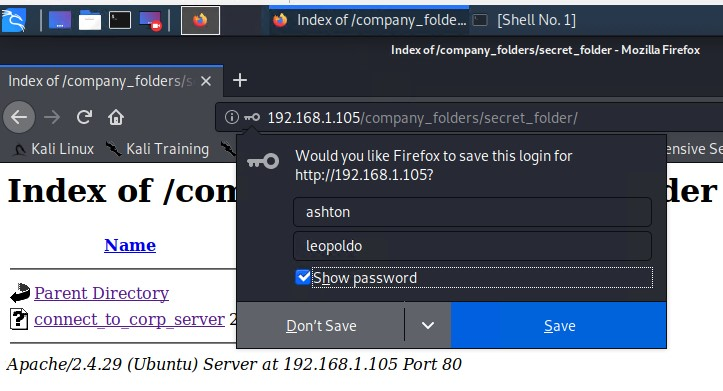 Index of /company_folde... [Shell No. 1]
Index of /company_folders/secret_folder - Mozilla Firefox
Index of /company_folders/s
192.168.1.105/company_folders/secret_folder/
Kali Linux Kali Training ensive Se
Would you like Firefox to save this login for
http://192.168.1.105?
ashton
leopoldo
Show password
Don't Save Save
Index of /com der
Name
Parent Directory
connect_to_corp_server 2
Apache/2.4.29 (Ubuntu) Server at 192.168.1.105 Port 80